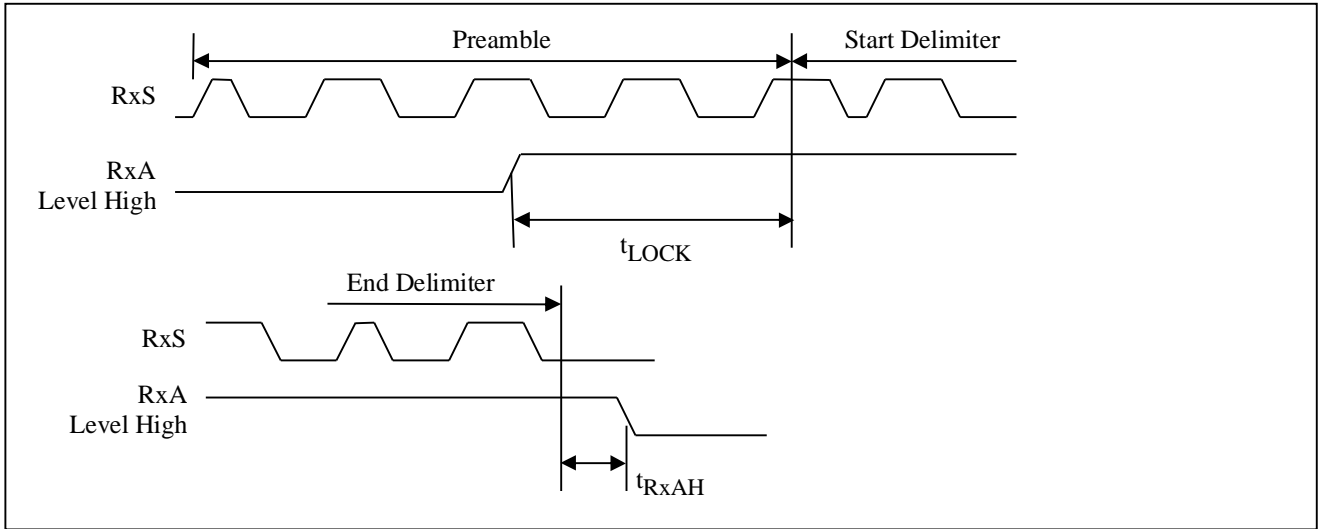 Preamble
Start Delimiter
RxS
RxA
Level High
tLOCK
End Delimiter
RxS
RxA
Level High
tRxAH